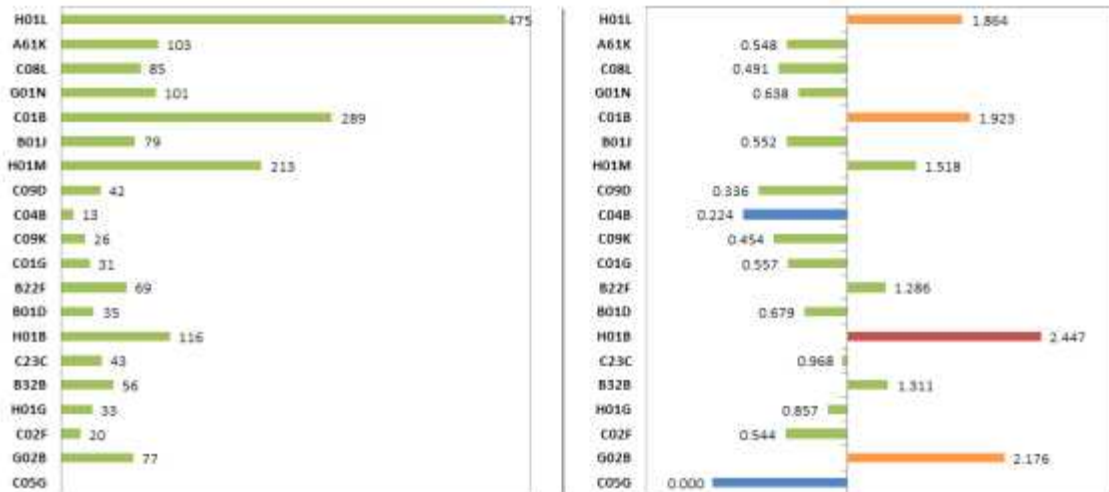 H01L 475
A61K 103
C08L 85
G01N 101
C01B 289
B01J 79
H01M 213
C09D 42
C04B 13
C09K 26
C01G 31
B22F 69
B01D 35
H01B 116
C23C 43
B32B 56
H01G 33
C02F 20
G02B 77
C05G
H01L 1.864
A61K 0.548
C08L 0.491
G01N 0.638
C01B 1.923
B01J 0.552
H01M 1.518
C09D 0.336
C04B 0.224
C09K 0.454
C01G 0.557
B22F 1.286
B01D 0.679
H01B 2.447
C23C 0.968
B32B 1.311
H01G 0.857
C02F 0.544
G02B 2.176
C05G 0.000